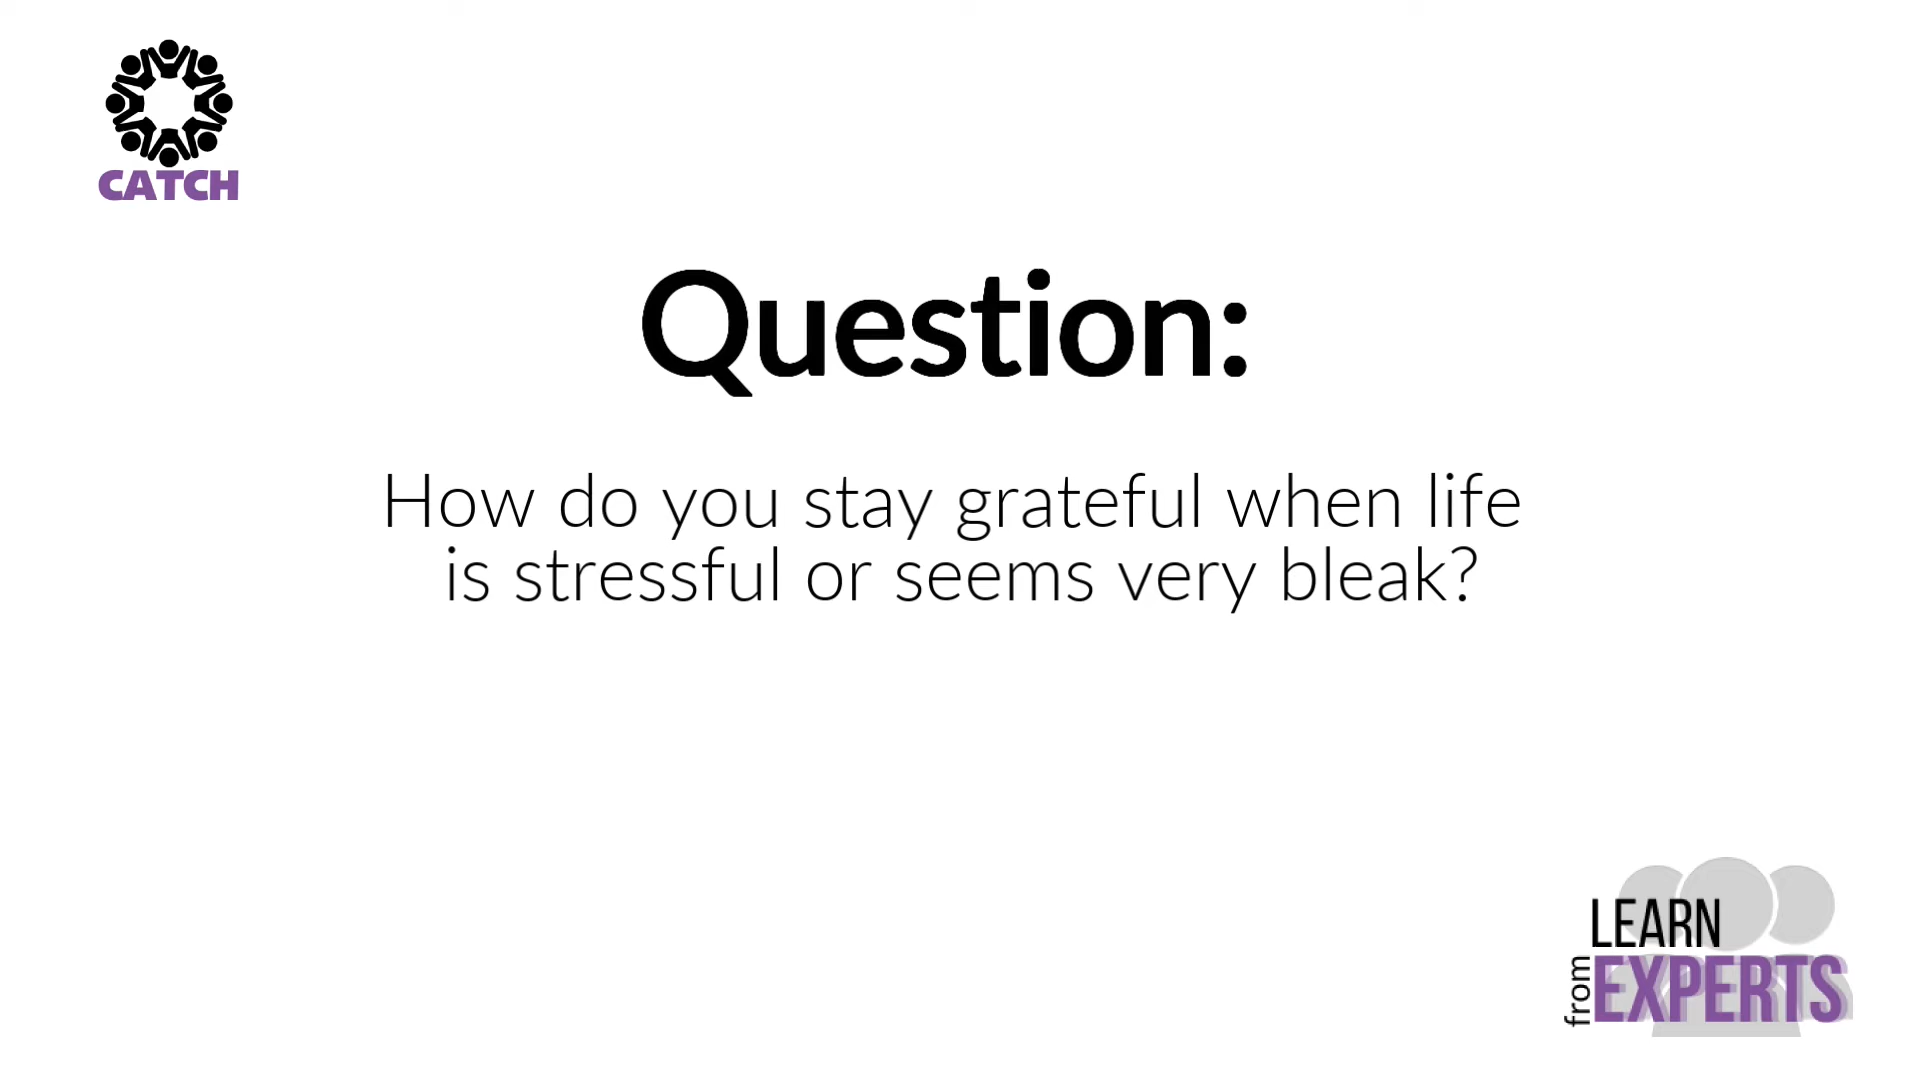 CATCH
Question:
How do you stay grateful when life
is stressful or seems very bleak?
LEARN
from
EXPERTS